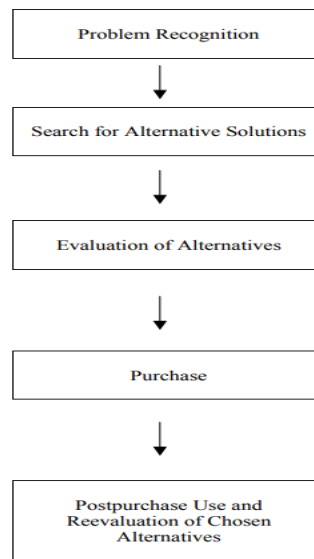 Problem Recognition
Search for Alternative Solutions
Evaluation of Alternatives
Purchase
Postpurchase Use and
Reevaluation of Chosen
Alternatives